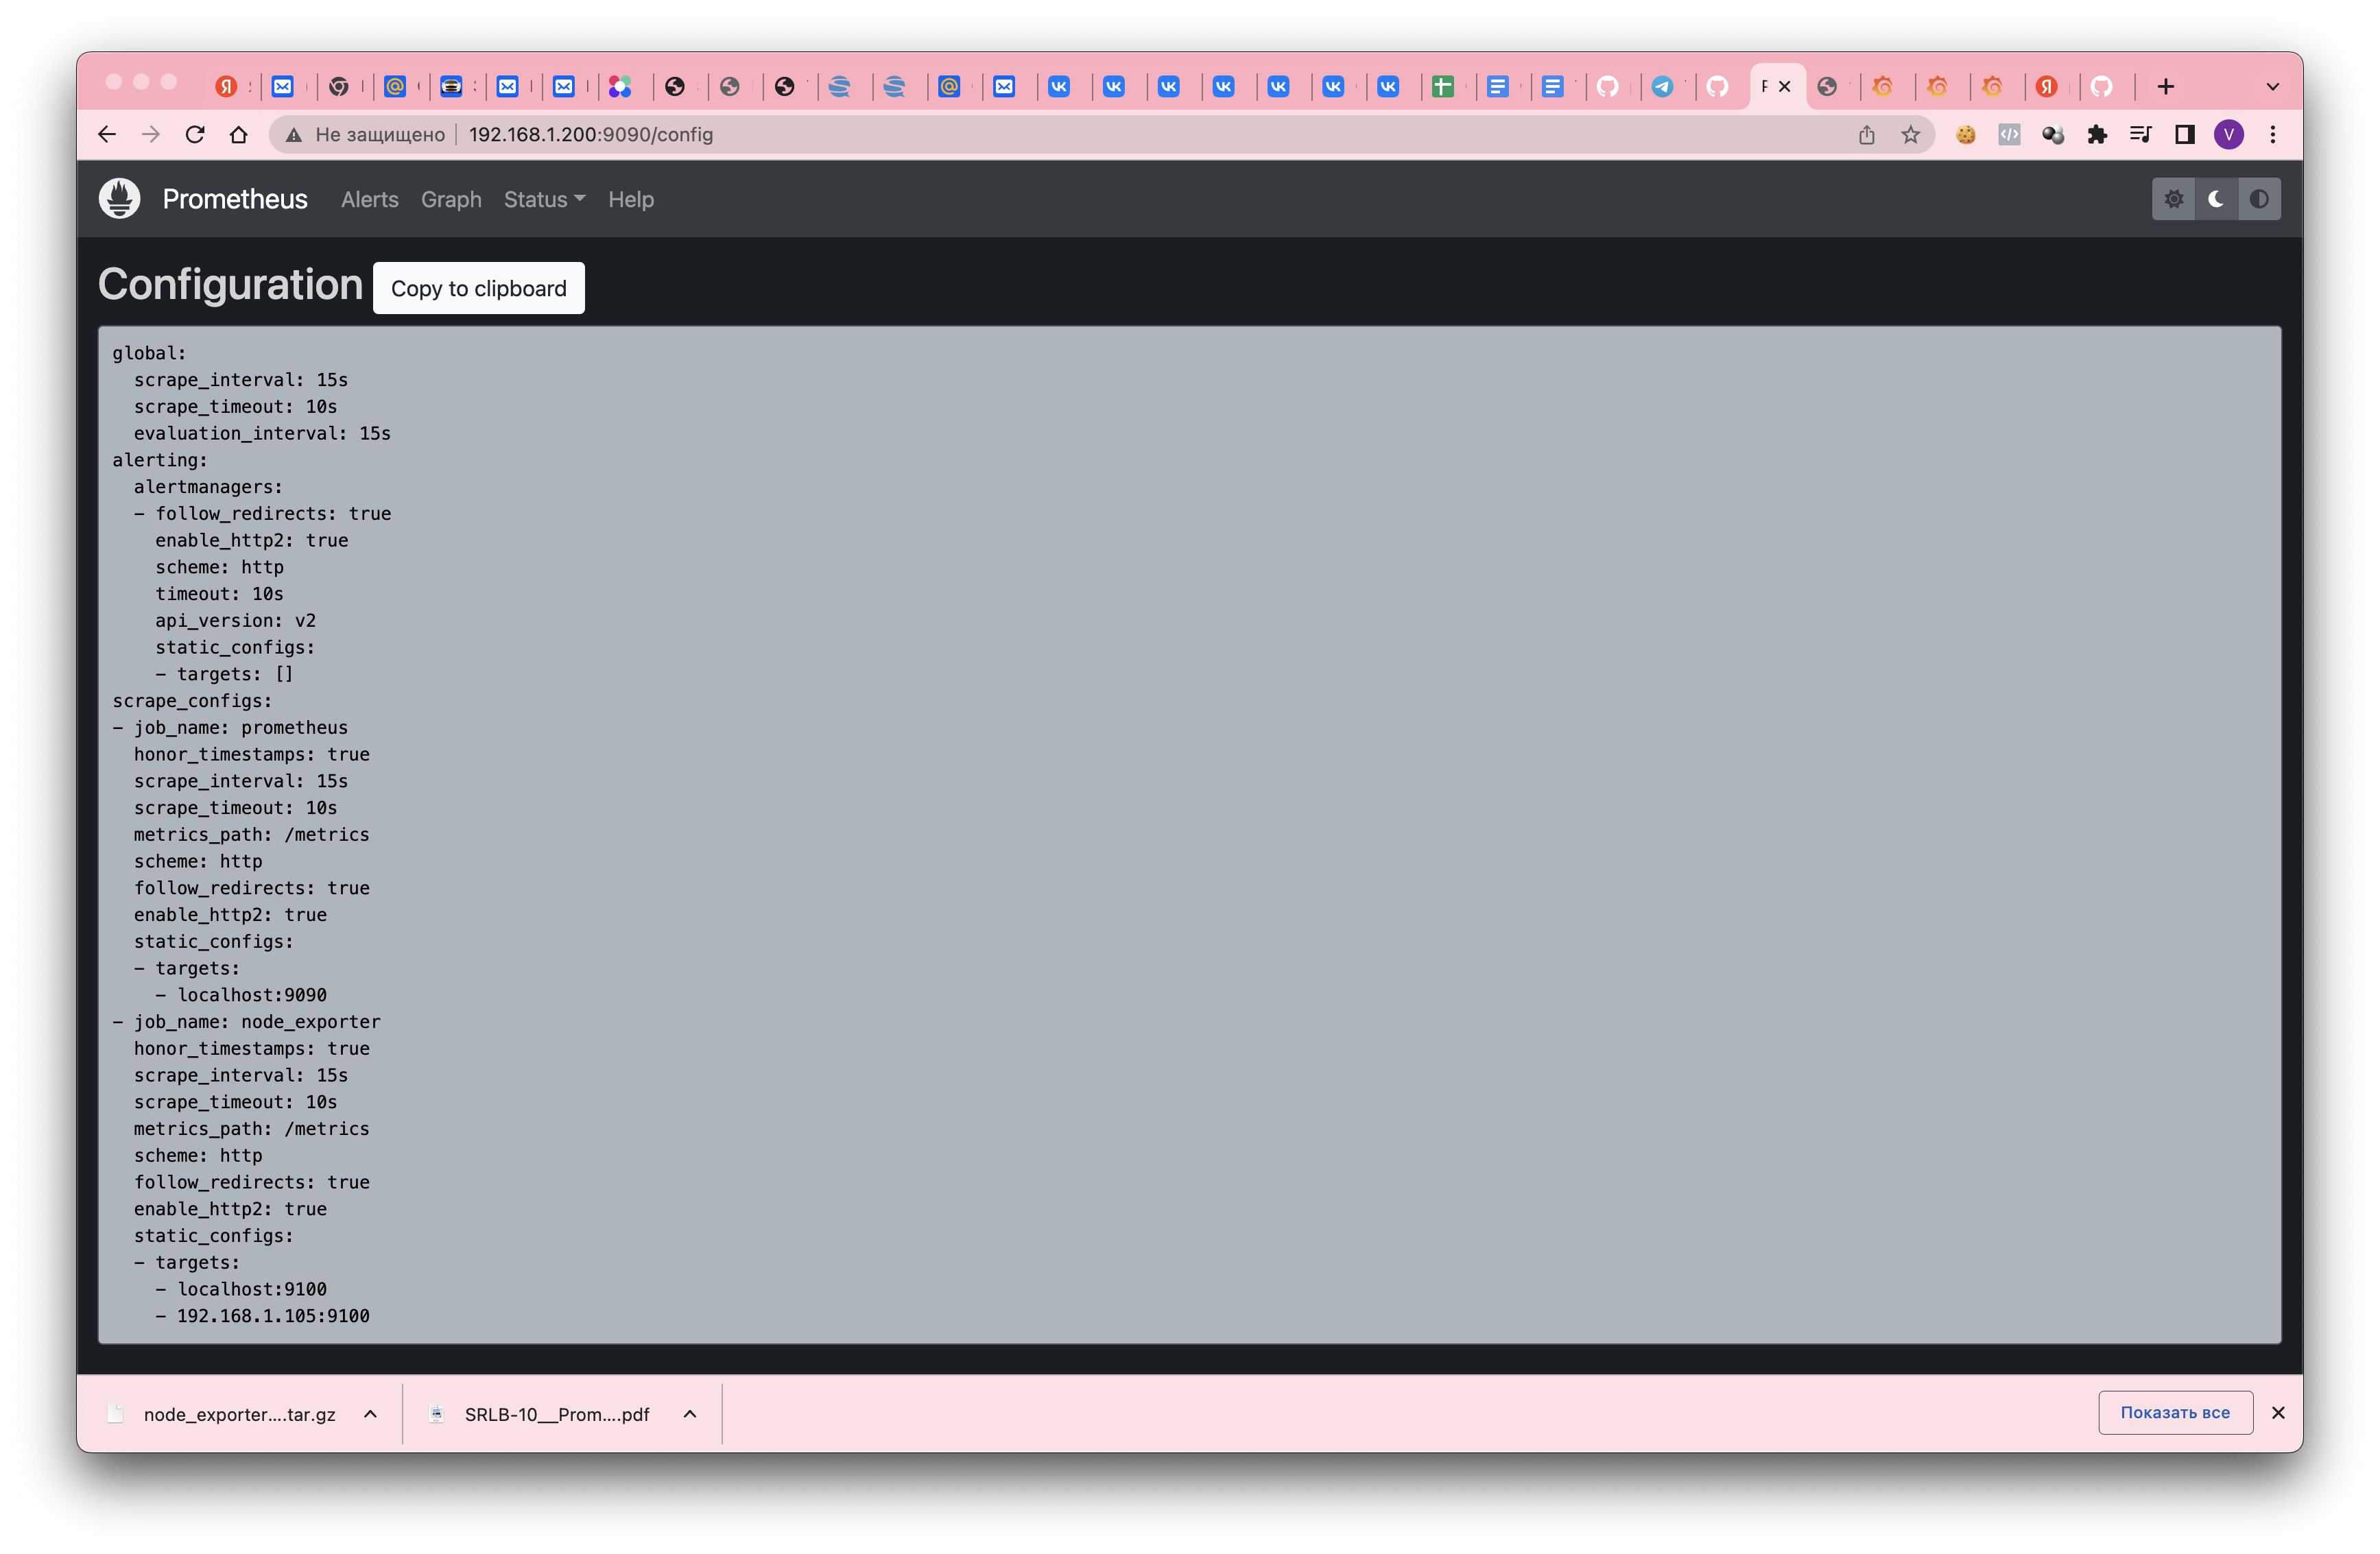 Не защищено 192.168.1.200:9090/config
Prometheus Alerts Graph Status Help
Configuration Copy to clipboard
global:
  scrape_interval: 15s
  scrape_timeout: 10s
  evaluation_interval: 15s
alerting:
  alertmanagers:
  - follow_redirects: true
    enable_http2: true
    scheme: http
    timeout: 10s
    api_version: v2
    static_configs:
    - targets: []
scrape_configs:
- job_name: prometheus
  honor_timestamps: true
  scrape_interval: 15s
  scrape_timeout: 10s
  metrics_path: /metrics
  scheme: http
  follow_redirects: true
  enable_http2: true
  static_configs:
  - targets:
    - localhost:9090
- job_name: node_exporter
  honor_timestamps: true
  scrape_interval: 15s
  scrape_timeout: 10s
  metrics_path: /metrics
  scheme: http
  follow_redirects: true
  enable_http2: true
  static_configs:
  - targets:
    - localhost:9100
    - 192.168.1.105:9100
node_exporter....tar.gz SRLB-10__Prom....pdf Показать все